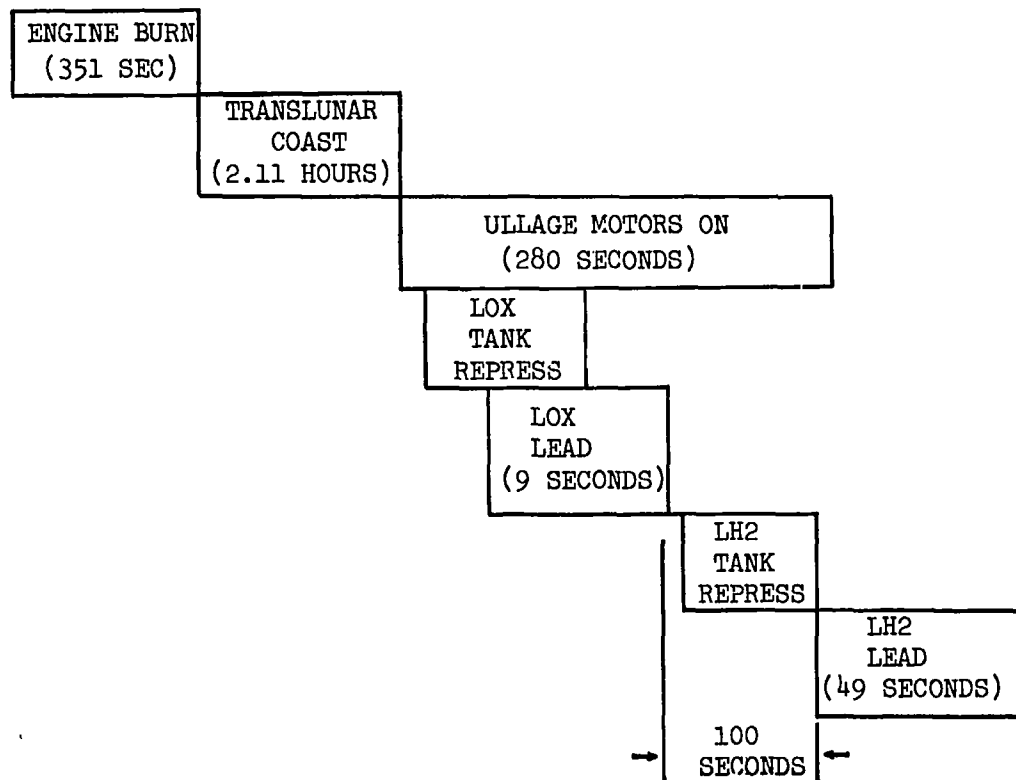 ENGINE BURN
(351 SEC)
TRANSLUNAR
COAST
(2.11 HOURS)
ULLAGE MOTORS ON
(280 SECONDS)
LOX
TANK
REPRESS
LOX
LEAD
(9 SECONDS)
LH2
TANK
REPRESS
LH2
LEAD
(49 SECONDS)
100
SECONDS